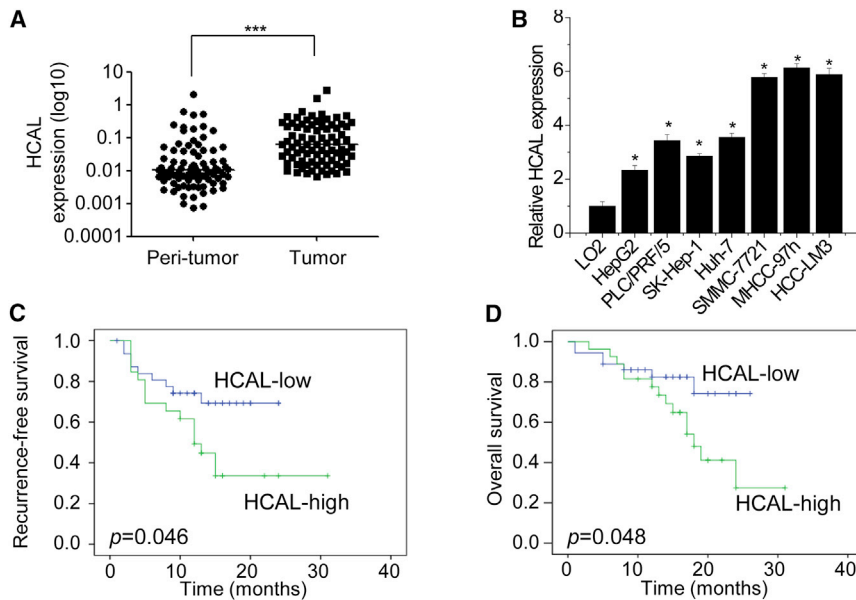 A
***
HCAL
expression (log10)
10
1
0.1
0.01
0.001
0.0001
Peri-tumor
Tumor
B
Relative HCAL expression
8
6
4
2
0
*
*
*
*
*
*
*
LO2
HepG2
PLC/PRF/5
SK-Hep-1
Huh-7
SMMC-7721
MHCC-97h
HCC-LM3
C
Recurrence-free survival
1.0
0.8
0.6
0.4
0.2
0.0
HCAL-low
HCAL-high
p=0.046
0
10
20
30
40
Time (months)
D
Overall survival
1.0
0.8
0.6
0.4
0.2
0.0
HCAL-low
HCAL-high
p=0.048
0
10
20
30
40
Time (months)